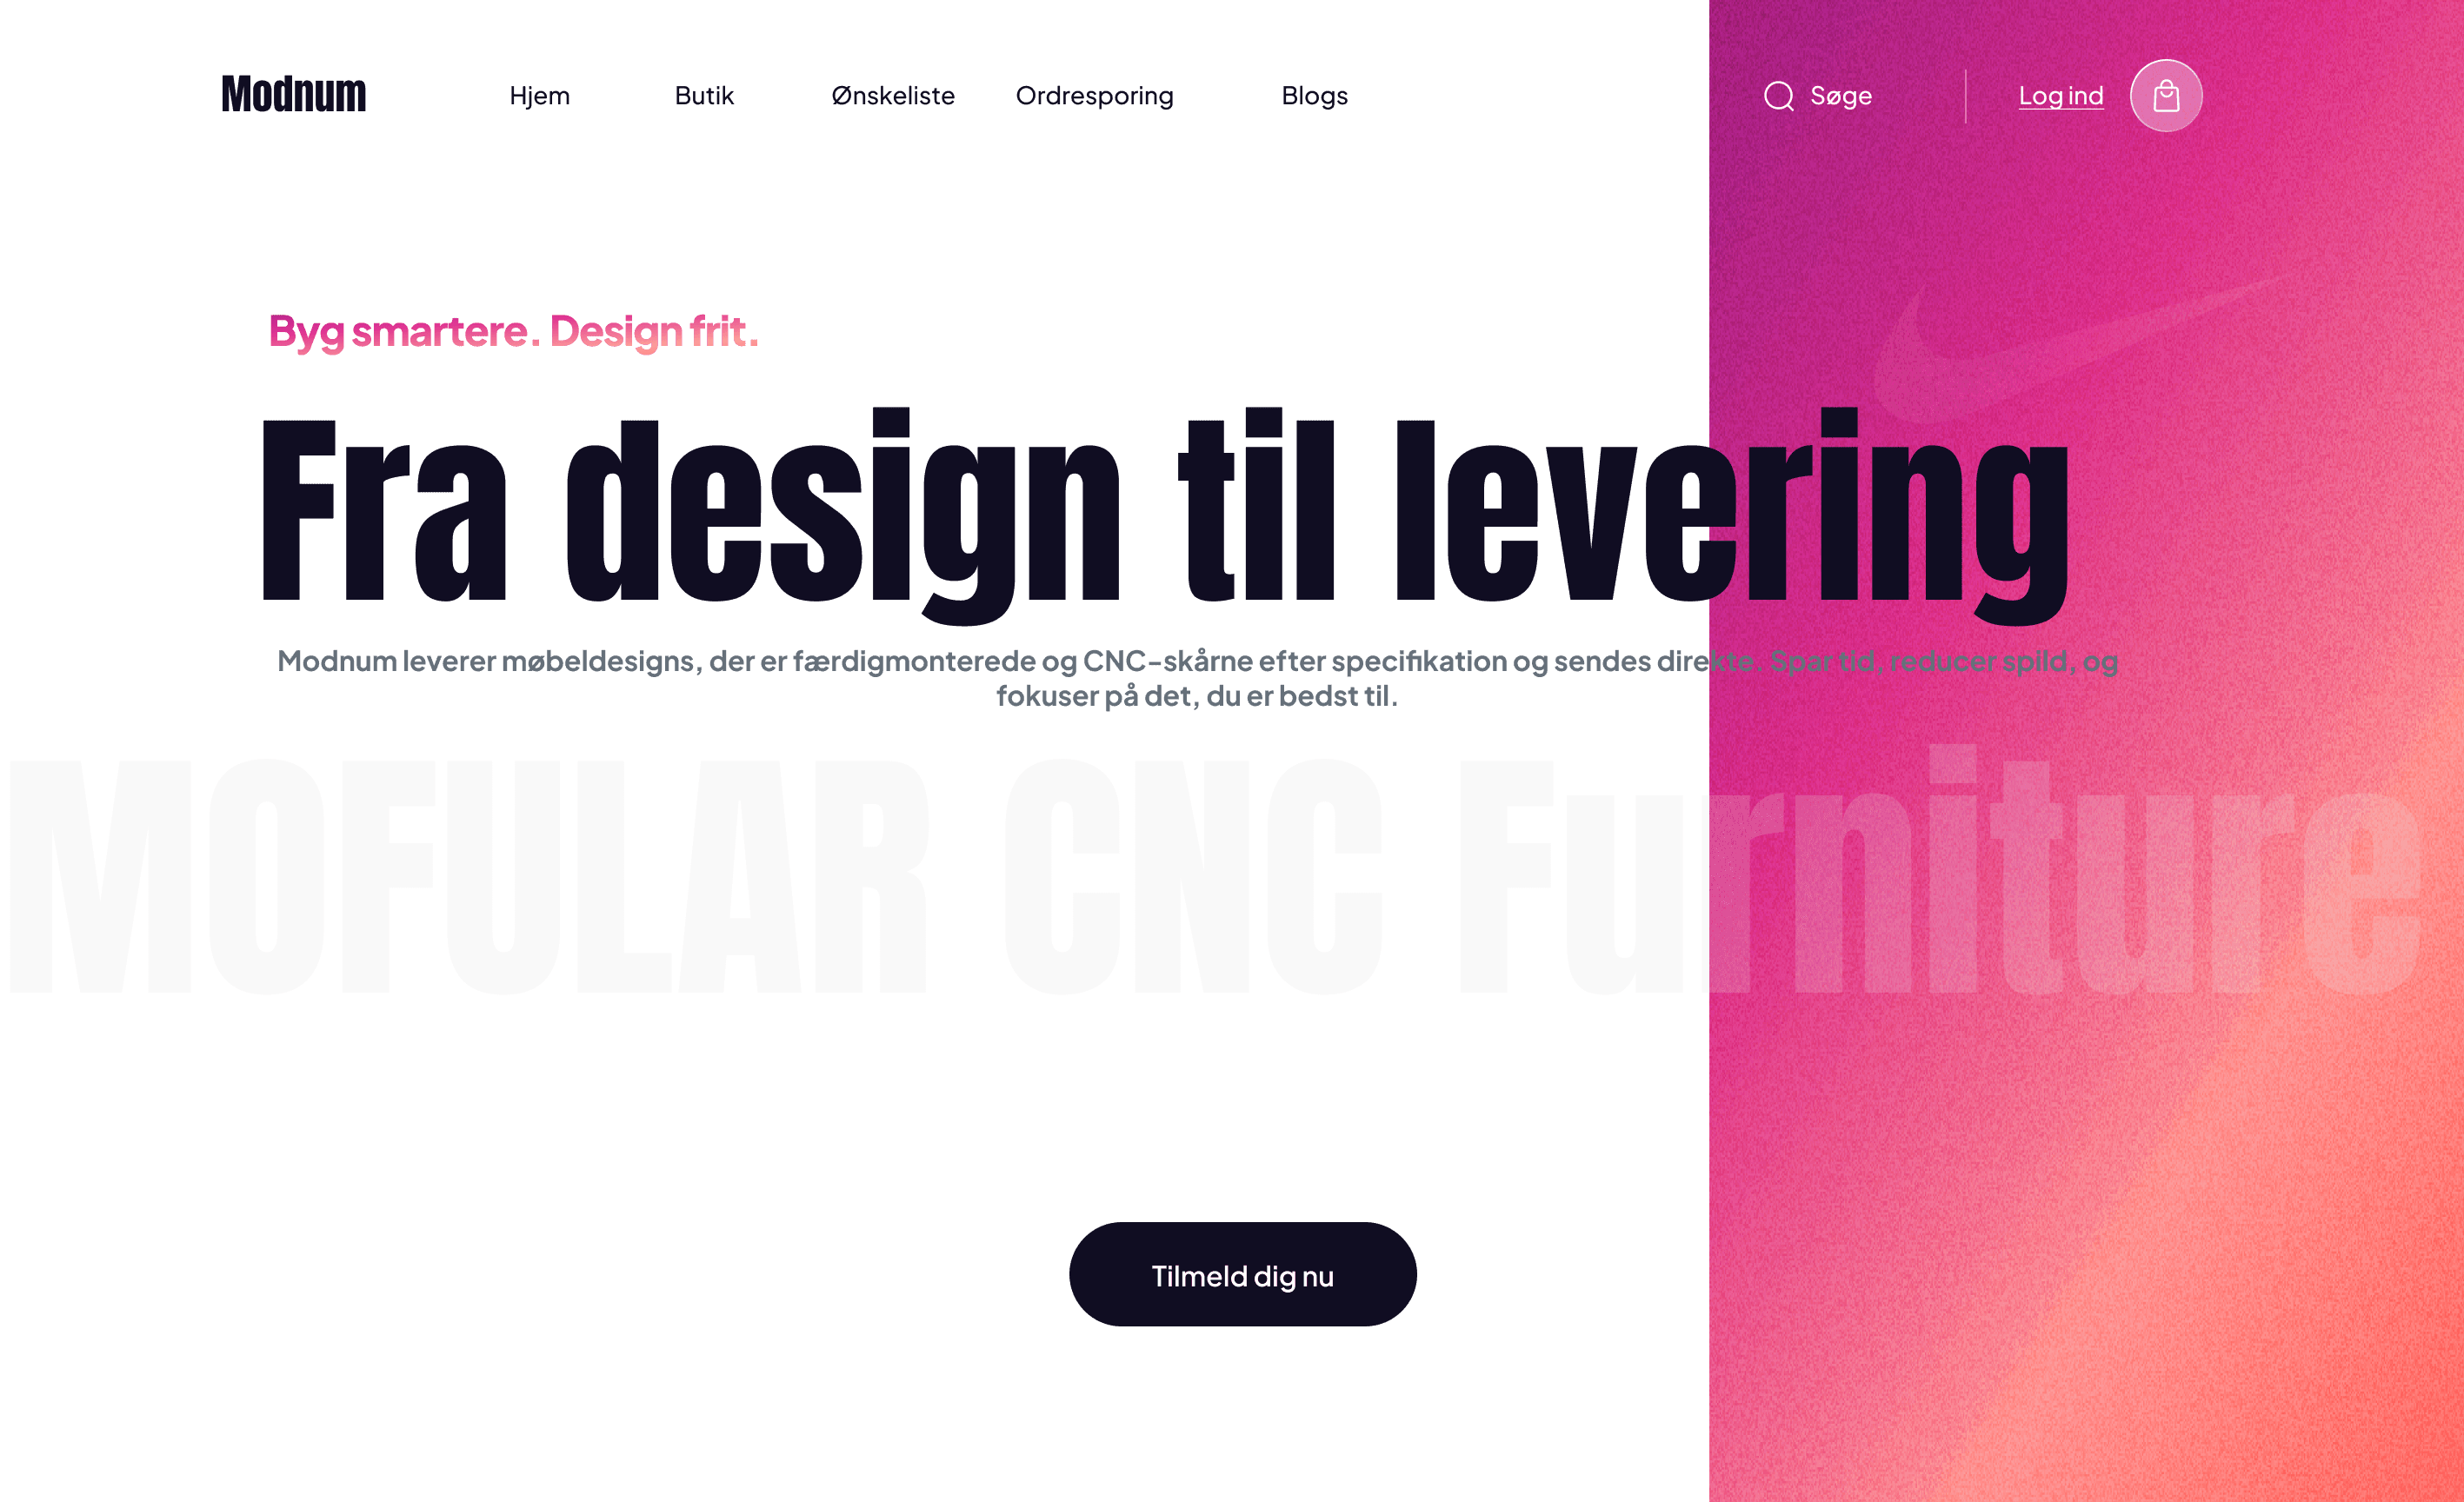 Modnum
Hjem
Butik
Ønskeliste
Ordresporing
Blogs
Søge
Log ind
Byg smartere. Design frit.
Fra design til levering
Modnum leverer møbeldesigns, der er færdigmonterede og CNC-skårne efter specifikation og sendes direkte. Spar tid, reducer spild, og
fokuser på det, du er bedst til.
MOFULAR CNC Furniture
Tilmeld dig nu